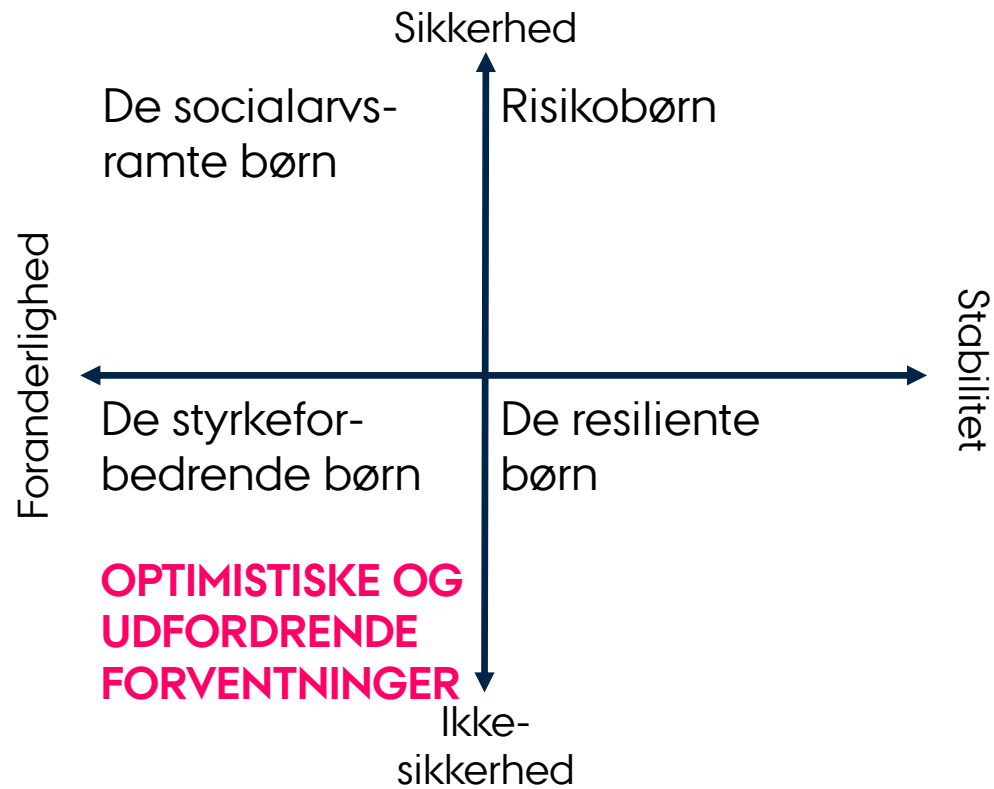 Sikkerhed
De socialarvs-
ramte børn
Risikobørn
Foranderlighed
Stabilitet
De styrkefor-
bedrende børn
De resiliente
børn
OPTIMISTISKE OG
UDFORDRENDE
FORVENTNINGER
Ikke-
sikkerhed